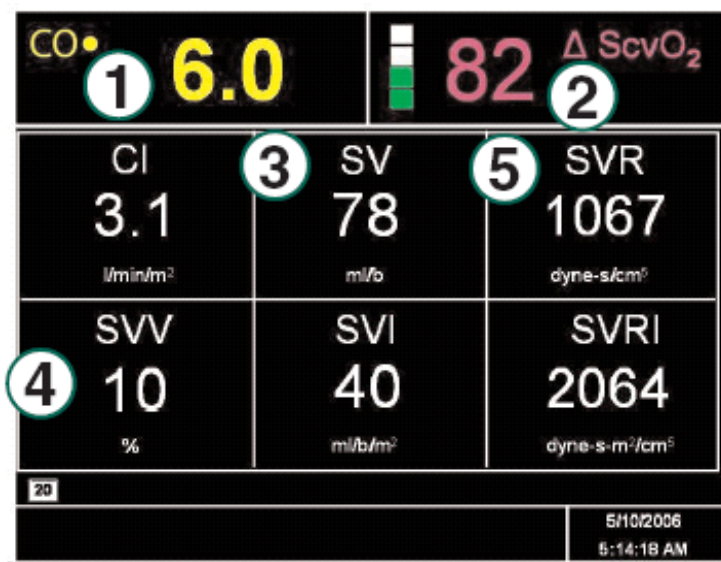 CO•
1
6.0
82
Δ ScvO₂
2
CI
3.1
l/min/m²
3
SV
78
ml/b
5
SVR
1067
dyne-s/cm⁵
4
SVV
10
%
SVI
40
ml/b/m²
SVRI
2064
dyne-s-m²/cm⁵
20
5/10/2006
5:14:18 AM